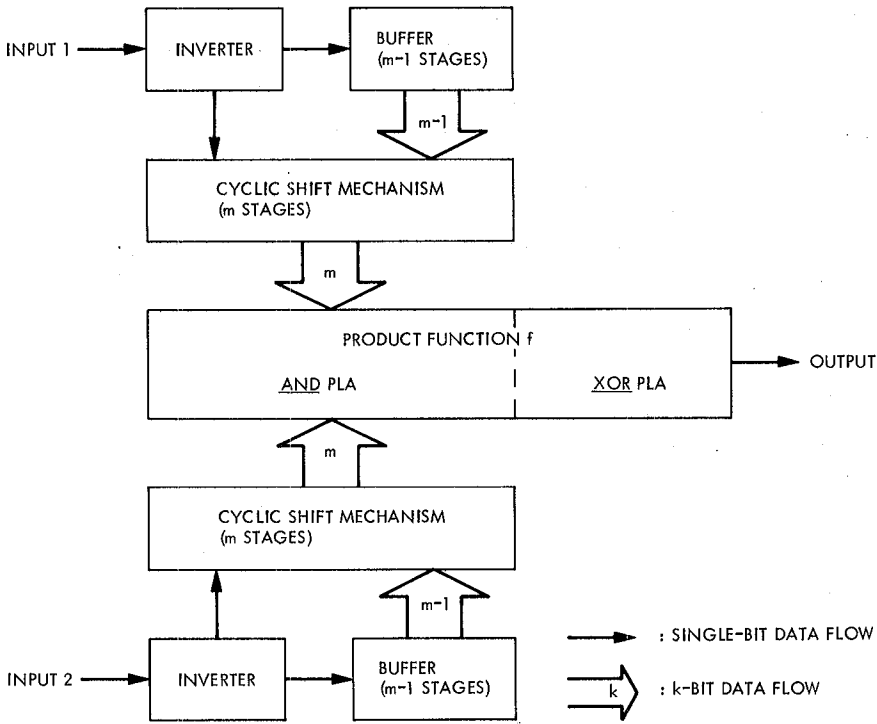 INPUT 1
INVERTER
BUFFER
(m-1 STAGES)
m-1
CYCLIC SHIFT MECHANISM
(m STAGES)
m
PRODUCT FUNCTION f
AND PLA
XOR PLA
OUTPUT
m
CYCLIC SHIFT MECHANISM
(m STAGES)
m-1
INPUT 2
INVERTER
BUFFER
(m-1 STAGES)
: SINGLE-BIT DATA FLOW
k
: k-BIT DATA FLOW